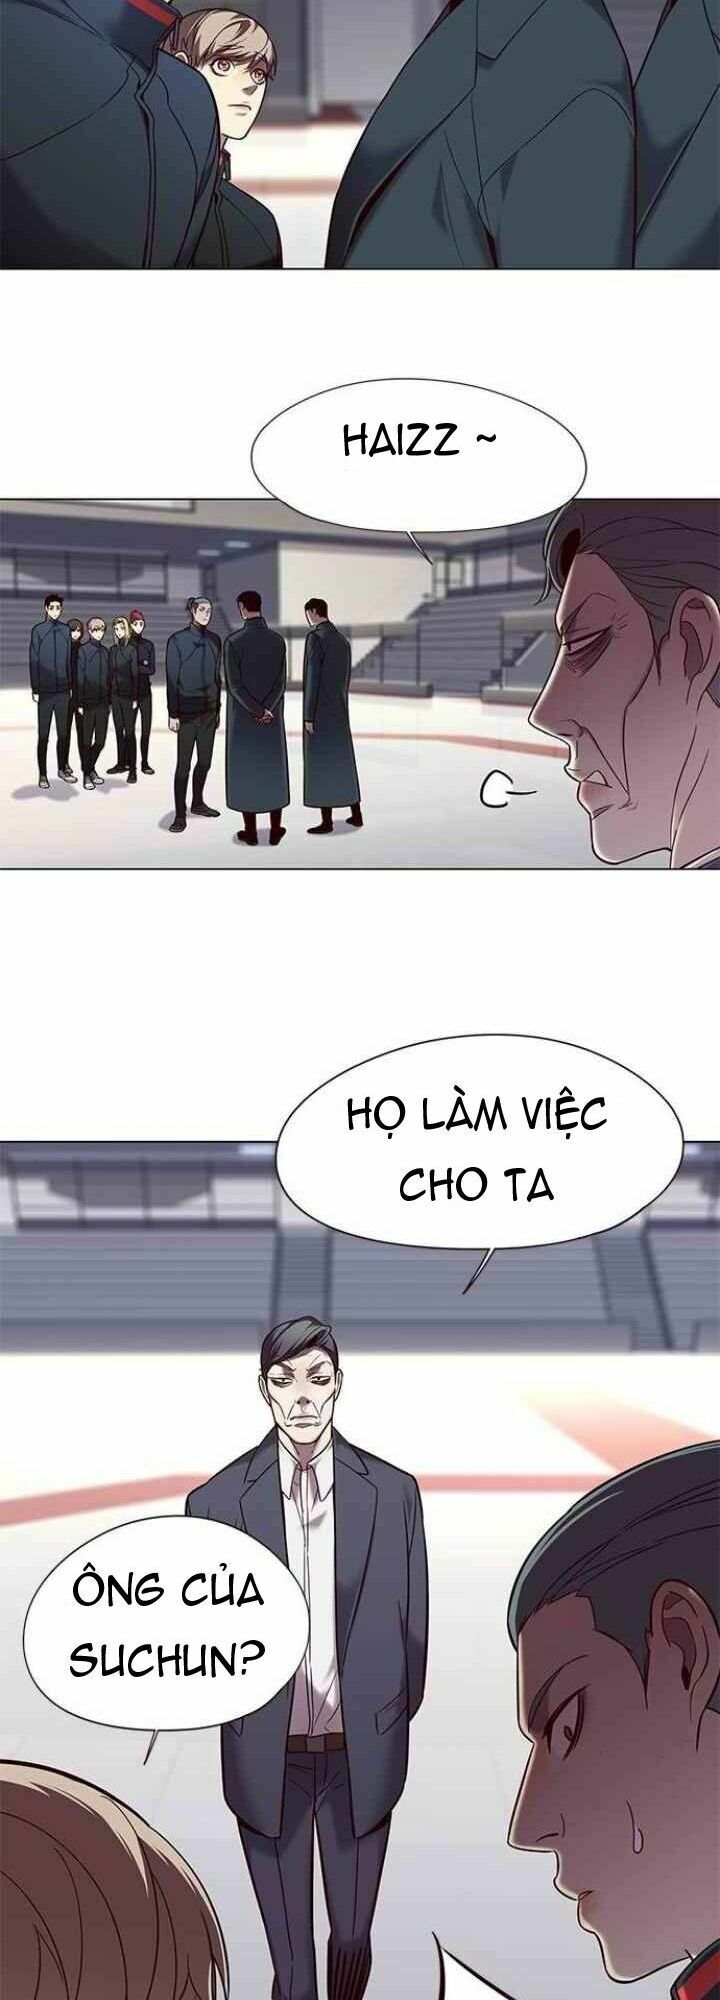 HAIZZ ~
HỌ LÀM VIỆC
CHO TA
ÔNG CỦA
SUCHUN?